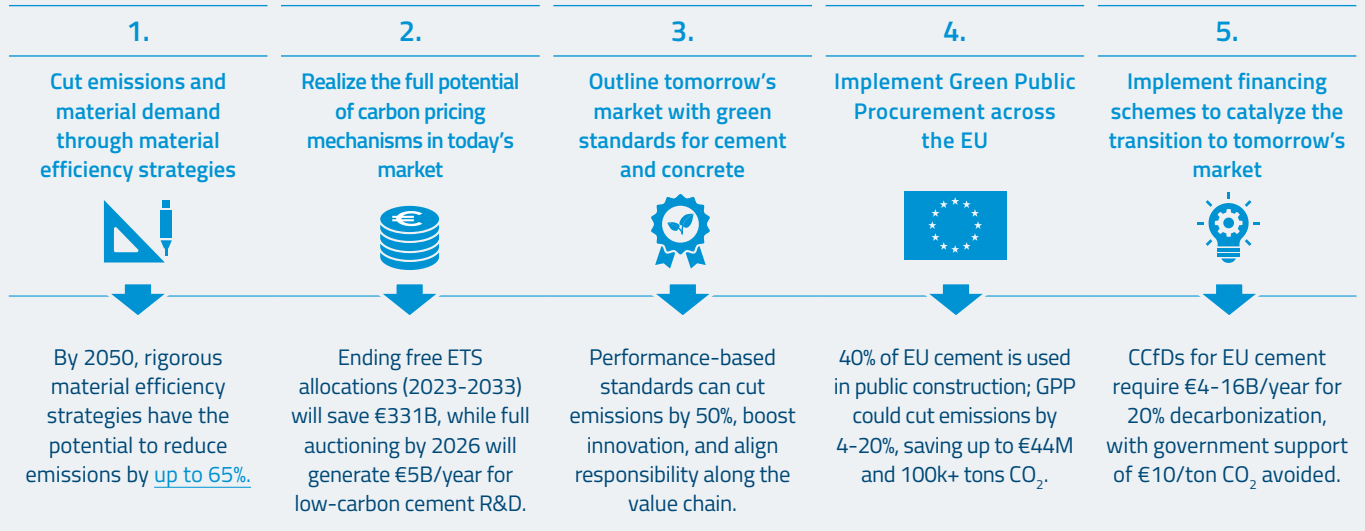 1.
Cut emissions and
material demand
through material
efficiency strategies
By 2050, rigorous
material efficiency
strategies have the
potential to reduce
emissions by up to 65%.
2.
Realize the full potential
of carbon pricing
mechanisms in today's
market
€
Ending free ETS
allocations (2023-2033)
will save €331B, while full
auctioning by 2026 will
generate €5B/year for
low-carbon cement R&D.
3.
Outline tomorrow's
market with green
standards for cement
and concrete
Performance-based
standards can cut
emissions by 50%, boost
innovation, and align
responsibility along the
value chain.
4.
Implement Green Public
Procurement across
the EU
40% of EU cement is used
in public construction; GPP
could cut emissions by
4-20%, saving up to €44M
and 100k+ tons CO₂.
5.
Implement financing
schemes to catalyze the
transition to tomorrow's
market
CCfDs for EU cement
require €4-16B/year for
20% decarbonization,
with government support
of €10/ton CO₂ avoided.